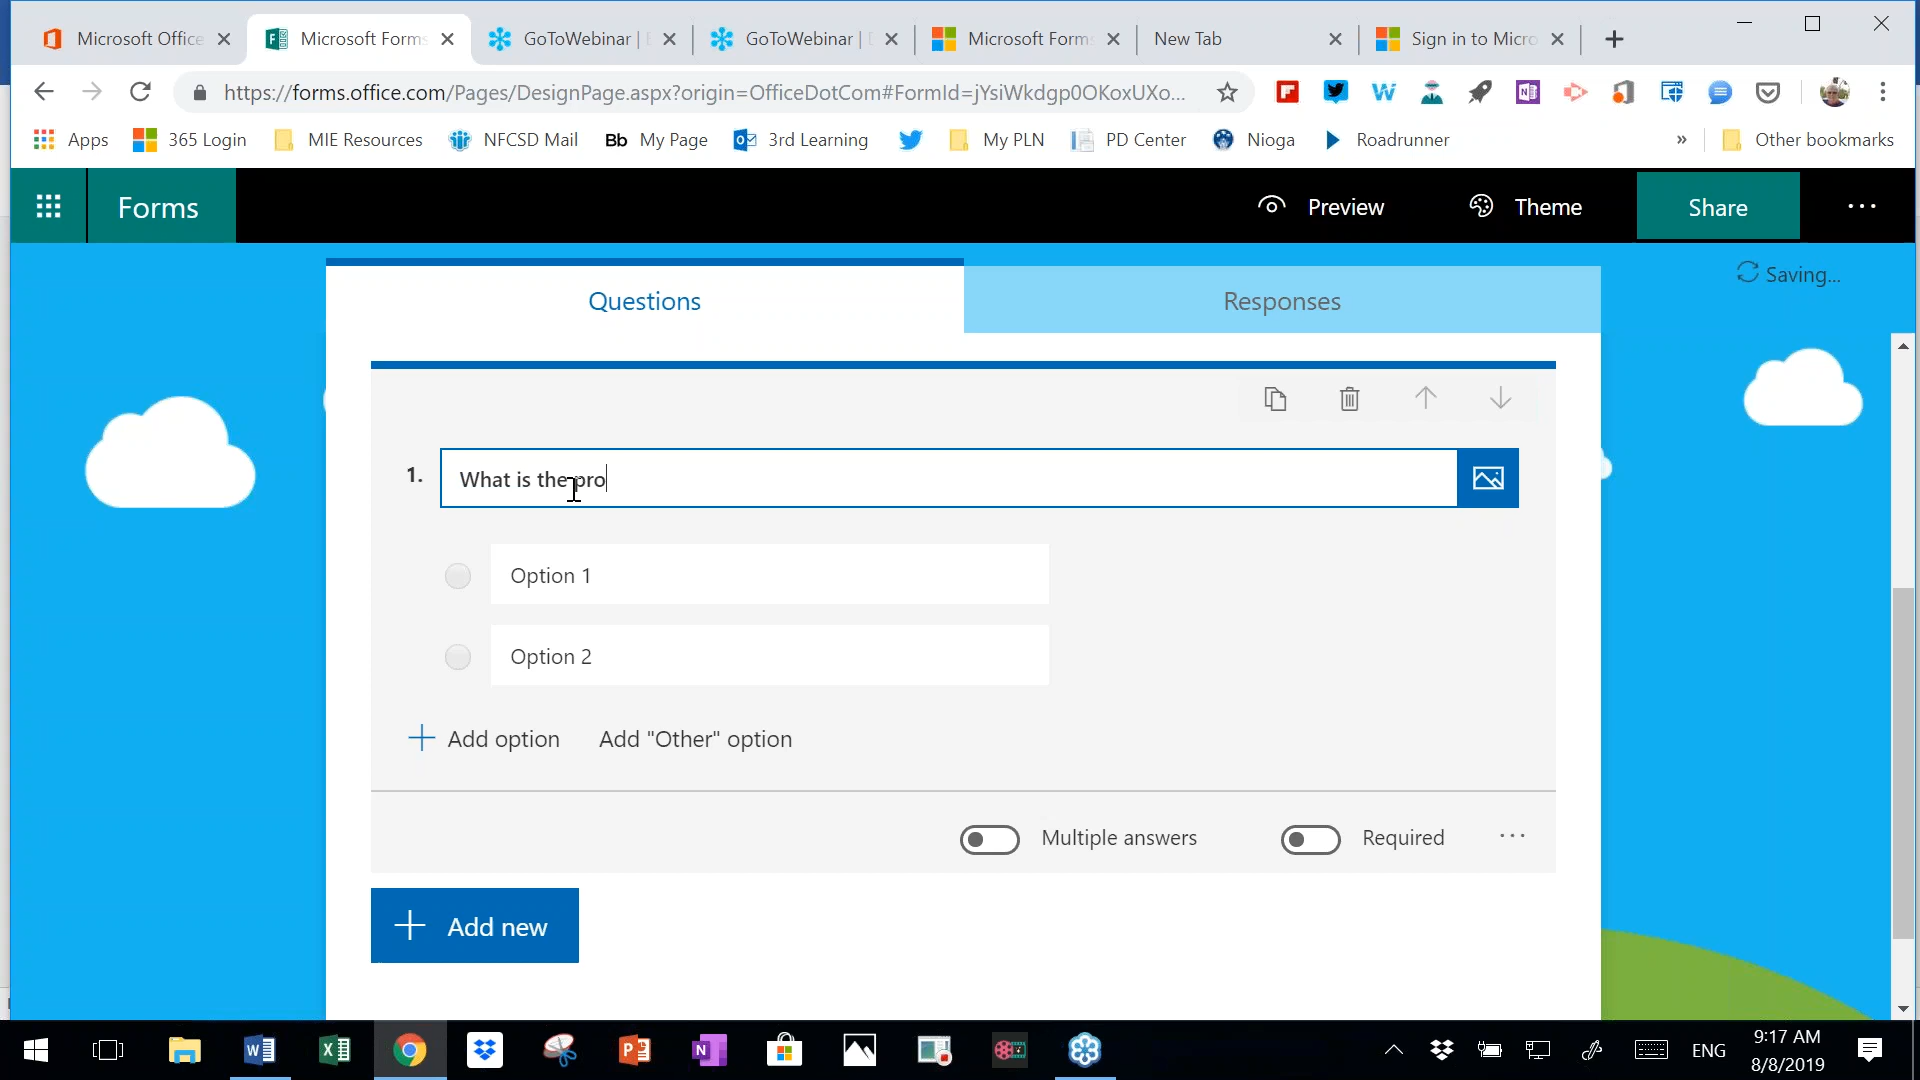 Microsoft Office
Microsoft Forms
GoToWebinar |
GoToWebinar |
Microsoft Forms
New Tab
Sign in to Micro
https://forms.office.com/Pages/DesignPage.aspx?origin=OfficeDotCom#FormId=jYsiWkdgp0OKoxUXo...
Apps
365 Login
MIE Resources
NFCSD Mail
Bb My Page
3rd Learning
My PLN
PD Center
Nioga
Roadrunner
»
Other bookmarks
Forms
Preview
Theme
Share
Saving...
Questions
Responses
1.
What is the pro
Option 1
Option 2
Add option
Add "Other" option
Multiple answers
Required
Add new
ENG
9:17 AM
8/8/2019